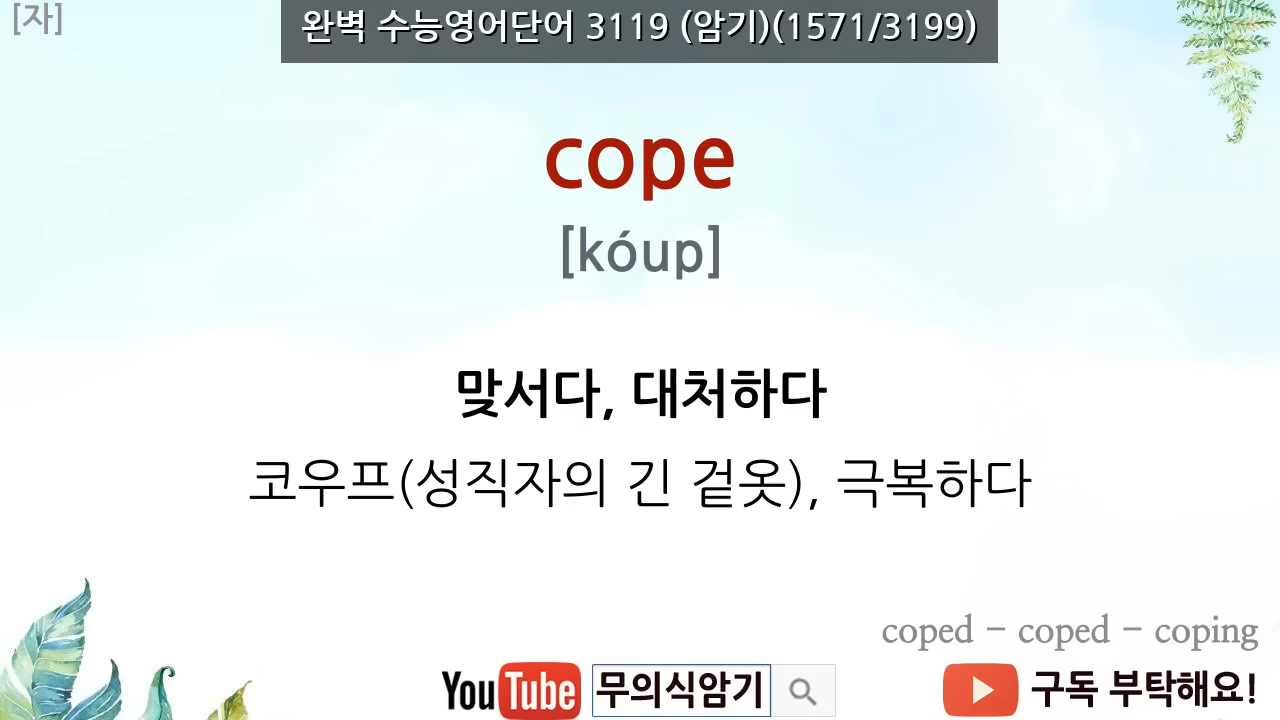 [자]
완벽 수능영어단어 3119 (암기)(1571/3199)
cope
[kóup]
맞서다, 대처하다
코우프(성직자의 긴 겉옷), 극복하다
coped - coped - coping
YouTube 무의식암기
구독 부탁해요!